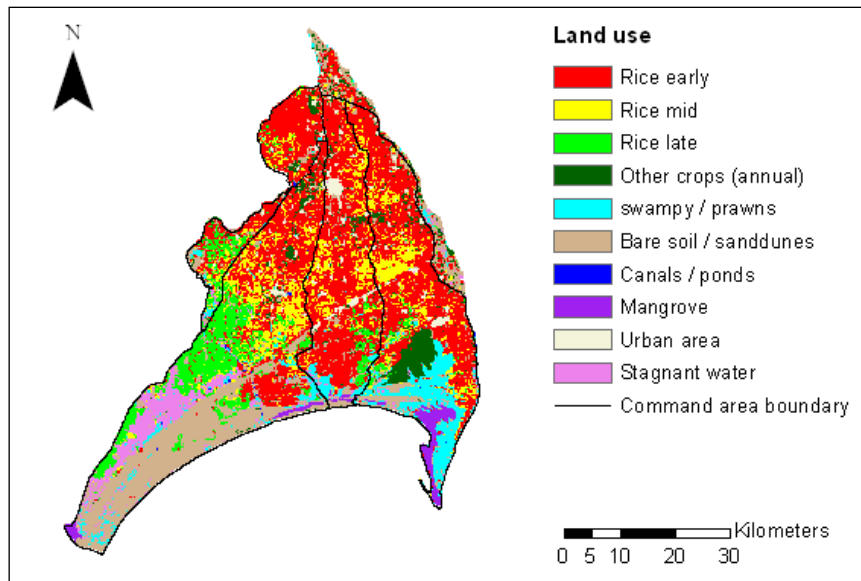 N
Land use
Rice early
Rice mid
Rice late
Other crops (annual)
swampy / prawns
Bare soil / sanddunes
Canals / ponds
Mangrove
Urban area
Stagnant water
Command area boundary
Kilometers
0 5 10 20 30